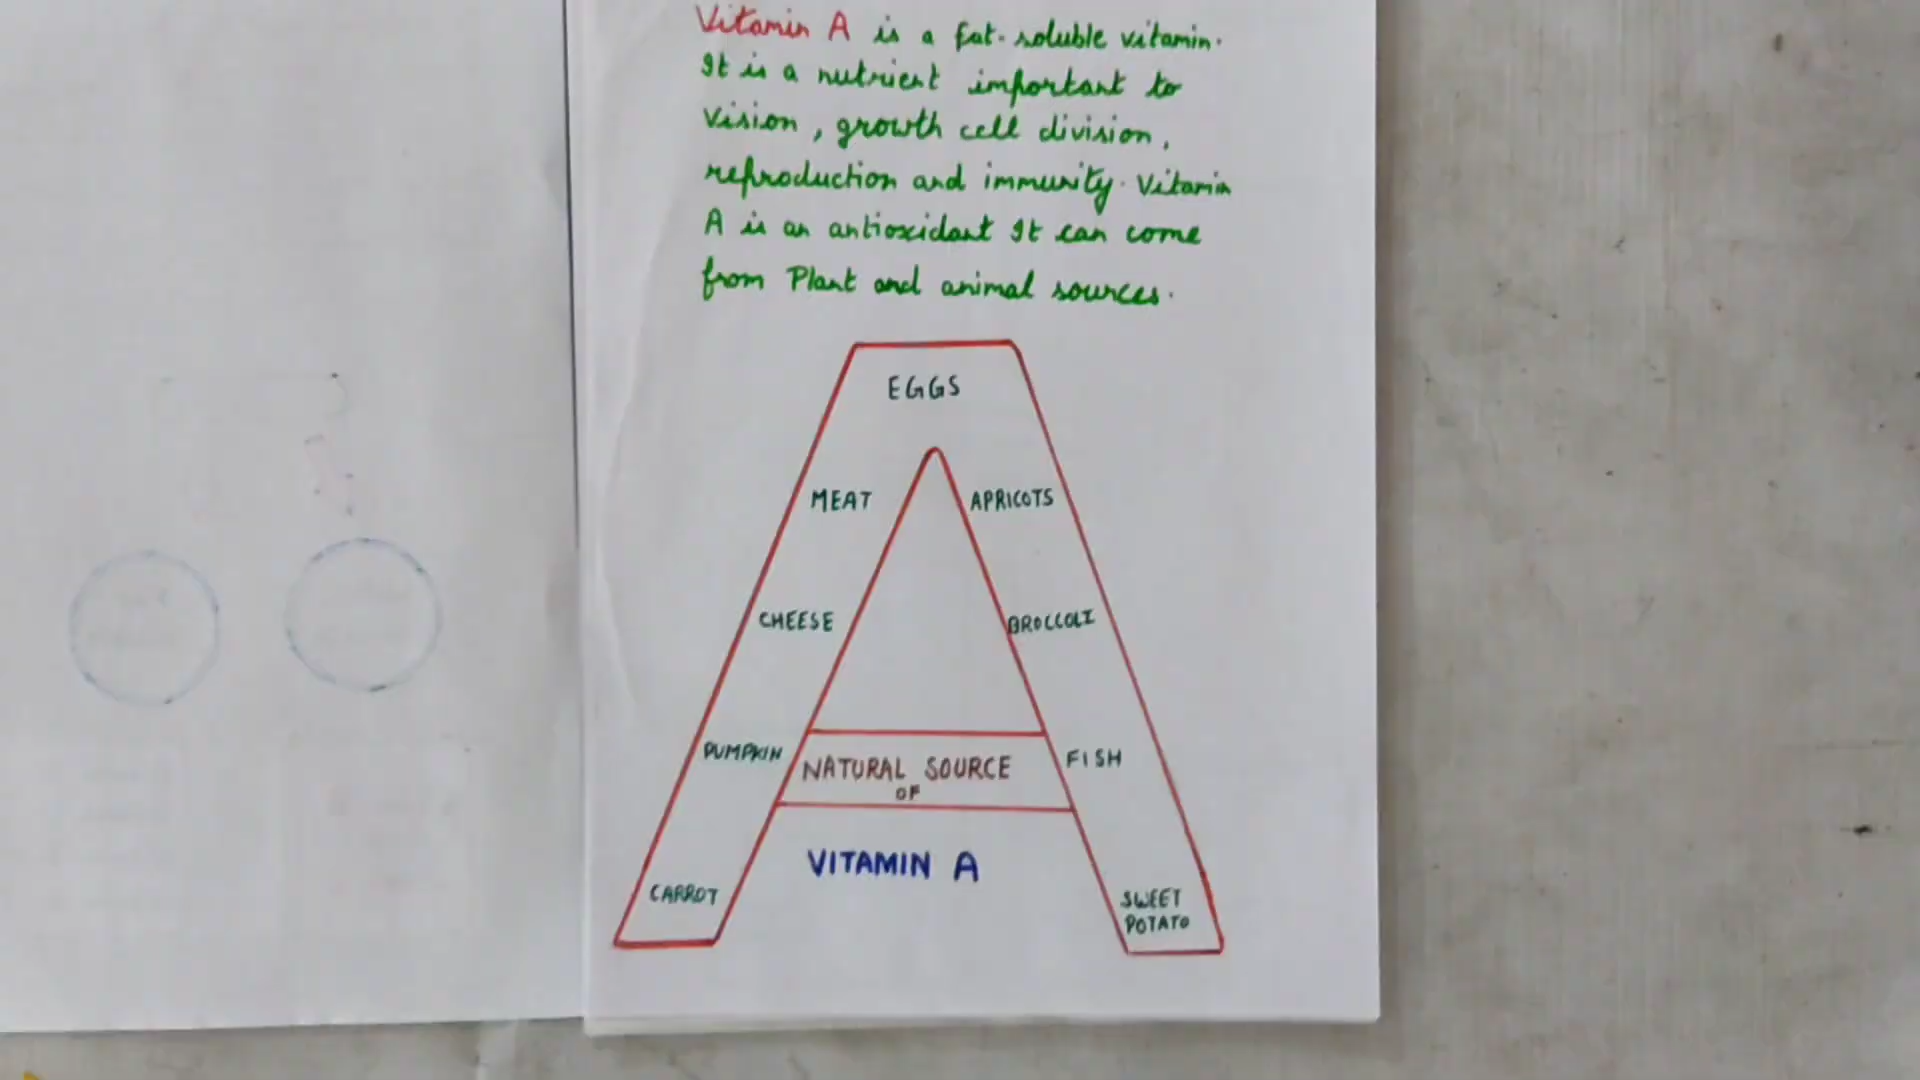 Vitamin A is a fat-soluble vitamin.
It is a nutrient important to
vision, growth cell division,
reproduction and immunity. Vitamin
A is an antioxidant It can come
from Plant and animal sources.
EGGS
MEAT APRICOTS
CHEESE BROCCOLI
PUMPKIN FISH
NATURAL SOURCE
OF
VITAMIN A
CARROT SWEET
POTATO